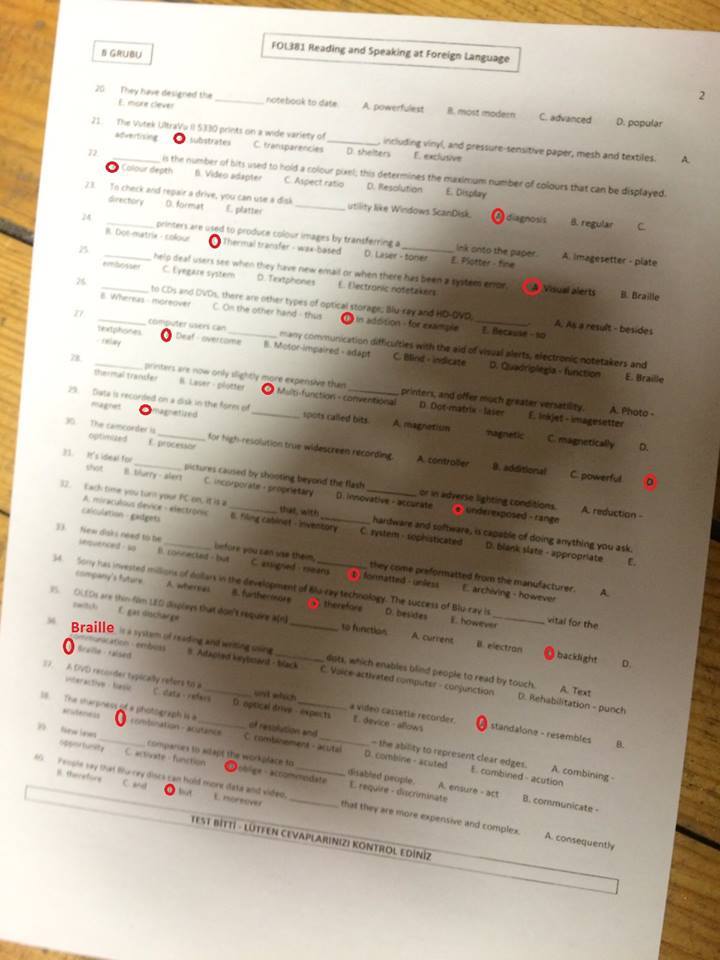 B GRUBU
FOL381 Reading and Speaking at Foreign Language
2
20. They have designed the ________ notebook to date. A. powerfulest B. most modern C. advanced D. popular
E. more clever
21. The Vutek UltraVu II 5330 prints on a wide variety of ________, including vinyl, and pressure-sensitive paper, mesh and textiles. A.
advertising substrates C. transparencies D. shelters E. exclusive
22. ________ is the number of bits used to hold a colour pixel; this determines the maximum number of colours that can be displayed.
Colour depth B. Video adapter C. Aspect ratio D. Resolution E. Display
23. To check and repair a drive, you can use a disk ________ utility like Windows ScanDisk. A diagnosis B. regular C.
directory D. format E. platter
24. ________ printers are used to produce colour images by transferring a ________ ink onto the paper. A. Imagesetter - plate
B. Dot-matrix - colour Thermal transfer - wax-based D. Laser - toner E. Plotter - fine
25. ________ help deaf users see when they have new email or when there has been a system error. A Visual alerts B. Braille
embosser C. Eyegaze system D. Textphones E. Electronic notetakers
26. ________ to CDs and DVDs, there are other types of optical storage, Blu-ray and HD-DVD, ________. A. As a result - besides
B. Whereas - moreover C. On the other hand - thus In addition - for example E. Because - so
27. ________ computer users can ________ many communication difficulties with the aid of visual alerts, electronic notetakers and
textphones. Deaf - overcome B. Motor-impaired - adapt C. Blind - indicate D. Quadriplegia - function E. Braille
- relay
28. ________ printers are now only slightly more expensive than ________ printers, and offer much greater versatility. A. Photo -
thermal transfer B. Laser - plotter Multi-function - conventional D. Dot-matrix - laser E. Inkjet - imagesetter
29. Data is recorded on a disk in the form of ________ spots called bits. A. magnetism magnetic C. magnetically D.
magnet magnetized
30. The camcorder is ________ for high-resolution true widescreen recording. A. controller B. additional C. powerful D
optimized E. processor
31. It's ideal for ________ pictures caused by shooting beyond the flash ________ or in adverse lighting conditions. A. reduction -
shot B. blurry - alert C. incorporate - proprietary D. innovative - accurate underexposed - range
32. Each time you turn your PC on, it is a ________ that, with ________ hardware and software, is capable of doing anything you ask.
A. miraculous device - electronic B. filing cabinet - inventory C. system - sophisticated D. blank slate - appropriate E.
calculation - gadgets
33. New disks need to be ________ before you can use them, ________ they come preformatted from the manufacturer. A.
sequenced - so B. connected - but C. assigned - means formatted - unless E. archiving - however
34. Sony has invested millions of dollars in the development of Blu-ray technology. The success of Blu-ray is ________ vital for the
company's future. A. whereas B. furthermore therefore D. besides E. however
35. OLEDs are thin-film LED displays that don't require a(n) ________ to function. A. current B. electron backlight D.
switch E. gas discharge
36. Braille is a system of reading and writing using ________ dots, which enables blind people to read by touch. A. Text
communication - emboss B. Adapted keyboard - black C. Voice-activated computer - conjunction D. Rehabilitation - punch
Braille - raised
37. A DVD recorder typically refers to a ________ unit which ________ a video cassette recorder. A standalone - resembles B.
interactive - basic C. data - refers D. optical drive - expects E. device - allows
38. The sharpness of a photograph is a ________ of resolution and ________ – the ability to represent clear edges. A. combining -
acuteness combination - acutance C. combinement - acutal D. combine - acuted E. combined - acution
39. New laws ________ companies to adapt the workplace to ________ disabled people. A. ensure - act B. communicate -
opportunity C. activate - function oblige - accommodate E. require - discriminate
40. People say that Blu-ray discs can hold more data and video, ________ that they are more expensive and complex. A. consequently
B. therefore C. and but E. moreover
TEST BİTTİ - LÜTFEN CEVAPLARINIZI KONTROL EDİNİZ